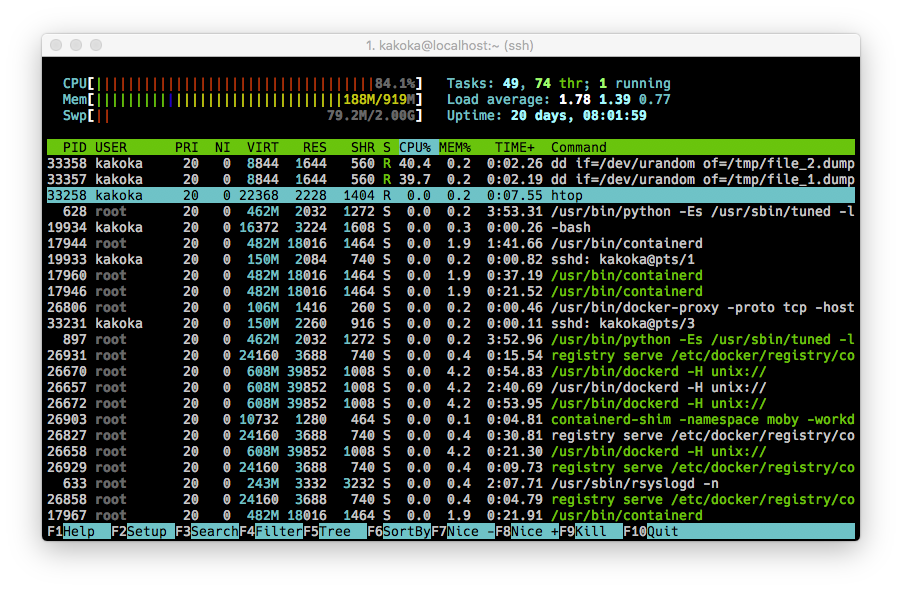 1. kakoka@localhost:~ (ssh)
CPU[||||||||||||||||||||||||||||||||||84.1%] Tasks: 49, 74 thr; 1 running
Mem[|||||||||||||||||||||||||||||||188M/919M] Load average: 1.78 1.39 0.77
Swp[|| 79.2M/2.00G] Uptime: 20 days, 08:01:59
PID USER PRI NI VIRT RES SHR S CPU% MEM% TIME+ Command
33358 kakoka 20 0 8844 1644 560 R 40.4 0.2 0:02.26 dd if=/dev/urandom of=/tmp/file_2.dump
33357 kakoka 20 0 8844 1644 560 R 39.7 0.2 0:02.19 dd if=/dev/urandom of=/tmp/file_1.dump
33258 kakoka 20 0 22368 2228 1404 R 0.0 0.2 0:07.55 htop
628 root 20 0 462M 2032 1272 S 0.0 0.2 3:53.31 /usr/bin/python -Es /usr/sbin/tuned -l
19934 kakoka 20 0 16372 3224 1608 S 0.0 0.3 0:00.26 -bash
17944 root 20 0 482M 18016 1464 S 0.0 1.9 1:41.66 /usr/bin/containerd
19933 kakoka 20 0 150M 2084 740 S 0.0 0.2 0:00.82 sshd: kakoka@pts/1
17960 root 20 0 482M 18016 1464 S 0.0 1.9 0:37.19 /usr/bin/containerd
17946 root 20 0 482M 18016 1464 S 0.0 1.9 0:21.52 /usr/bin/containerd
26806 root 20 0 106M 1416 260 S 0.0 0.2 0:00.46 /usr/bin/docker-proxy -proto tcp -host
33231 kakoka 20 0 150M 2260 916 S 0.0 0.2 0:00.11 sshd: kakoka@pts/3
897 root 20 0 462M 2032 1272 S 0.0 0.2 3:52.96 /usr/bin/python -Es /usr/sbin/tuned -l
26931 root 20 0 24160 3688 740 S 0.0 0.4 0:15.54 registry serve /etc/docker/registry/co
26670 root 20 0 608M 39852 1008 S 0.0 4.2 0:54.83 /usr/bin/dockerd -H unix://
26657 root 20 0 608M 39852 1008 S 0.0 4.2 2:40.69 /usr/bin/dockerd -H unix://
26672 root 20 0 608M 39852 1008 S 0.0 4.2 0:53.95 /usr/bin/dockerd -H unix://
26903 root 20 0 10732 1280 464 S 0.0 0.1 0:04.81 containerd-shim -namespace moby -workd
26827 root 20 0 24160 3688 740 S 0.0 0.4 0:30.81 registry serve /etc/docker/registry/co
26658 root 20 0 608M 39852 1008 S 0.0 4.2 0:21.30 /usr/bin/dockerd -H unix://
26929 root 20 0 24160 3688 740 S 0.0 0.4 0:09.73 registry serve /etc/docker/registry/co
633 root 20 0 243M 3332 3232 S 0.0 0.4 2:07.71 /usr/sbin/rsyslogd -n
26858 root 20 0 24160 3688 740 S 0.0 0.4 0:04.79 registry serve /etc/docker/registry/co
17967 root 20 0 482M 18016 1464 S 0.0 1.9 0:21.91 /usr/bin/containerd
F1Help F2Setup F3SearchF4FilterF5Tree F6SortByF7Nice -F8Nice +F9Kill F10Quit